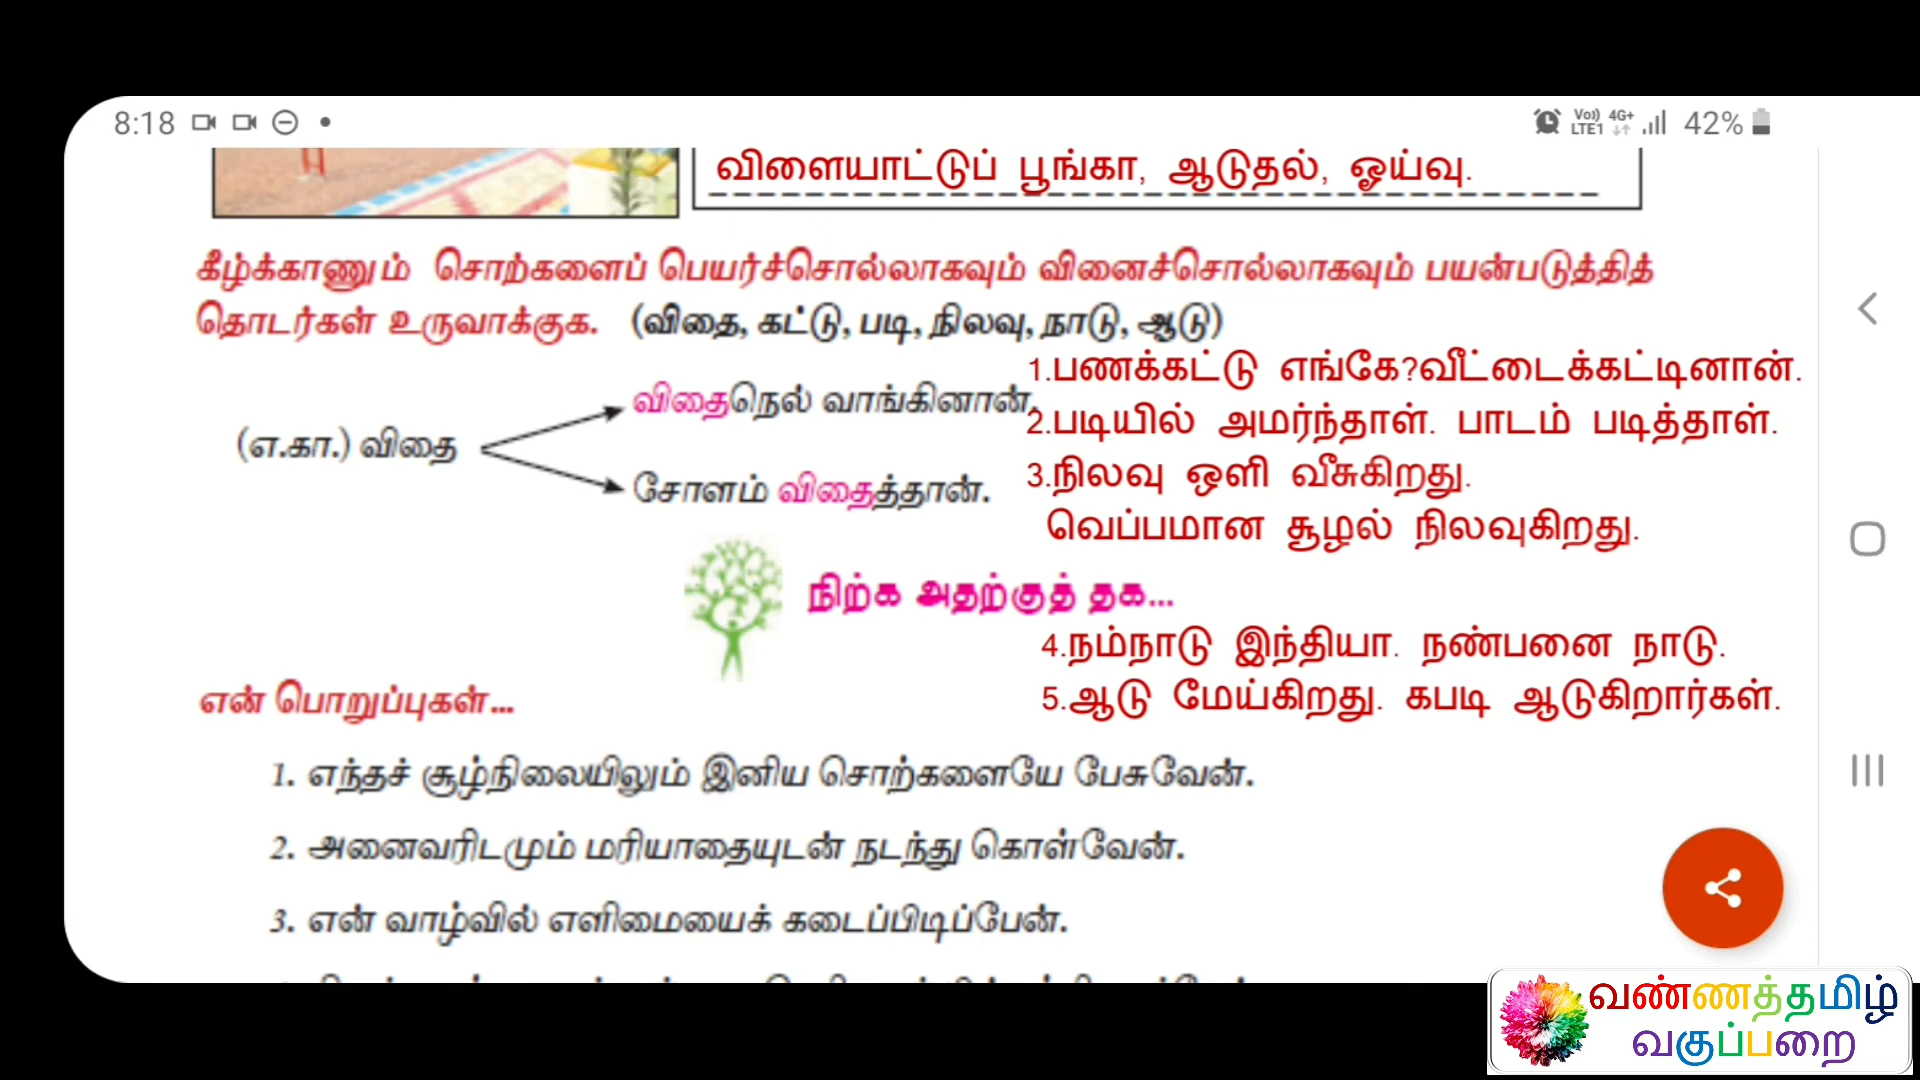 8:18
Vo)) LTE1 4G+ 42%
விளையாட்டுப் பூங்கா, ஆடுதல், ஓய்வு.
கீழ்க்காணும் சொற்களைப் பெயர்ச்சொல்லாகவும் வினைச்சொல்லாகவும் பயன்படுத்தித்
தொடர்கள் உருவாக்குக. (விதை, கட்டு, படி, நிலவு, நாடு, ஆடு)
1.பணக்கட்டு எங்கே?வீட்டைக்கட்டினான்.
விதைநெல் வாங்கினான்.
2.படியில் அமர்ந்தாள். பாடம் படித்தாள்.
(எ.கா.) விதை
3.நிலவு ஒளி வீசுகிறது.
சோளம் விதைத்தான்.
வெப்பமான சூழல் நிலவுகிறது.
நிற்க அதற்குத் தக...
4.நம்நாடு இந்தியா. நண்பனை நாடு.
என் பொறுப்புகள்...
5.ஆடு மேய்கிறது. கபடி ஆடுகிறார்கள்.
1. எந்தச் சூழ்நிலையிலும் இனிய சொற்களையே பேசுவேன்.
2. அனைவரிடமும் மரியாதையுடன் நடந்து கொள்வேன்.
3. என் வாழ்வில் எளிமையைக் கடைப்பிடிப்பேன்.
வண்ணத்தமிழ்
வகுப்பறை